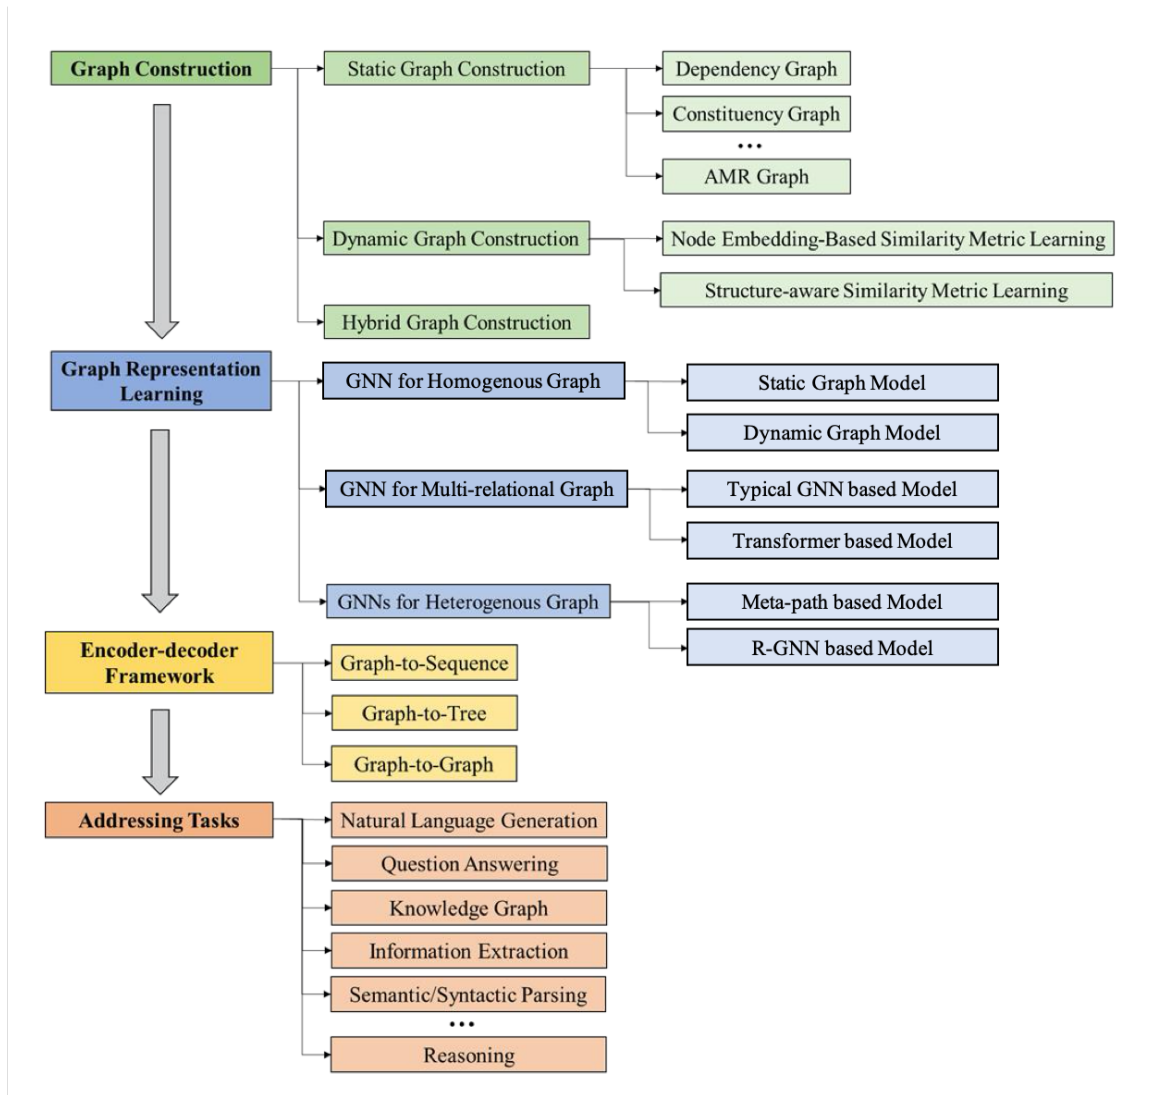 Graph Construction
Static Graph Construction
Dependency Graph
Constituency Graph
...
AMR Graph
Dynamic Graph Construction
Node Embedding-Based Similarity Metric Learning
Structure-aware Similarity Metric Learning
Hybrid Graph Construction
Graph Representation
Learning
GNN for Homogenous Graph
Static Graph Model
Dynamic Graph Model
GNN for Multi-relational Graph
Typical GNN based Model
Transformer based Model
GNNs for Heterogenous Graph
Meta-path based Model
R-GNN based Model
Encoder-decoder
Framework
Graph-to-Sequence
Graph-to-Tree
Graph-to-Graph
Addressing Tasks
Natural Language Generation
Question Answering
Knowledge Graph
Information Extraction
Semantic/Syntactic Parsing
...
Reasoning